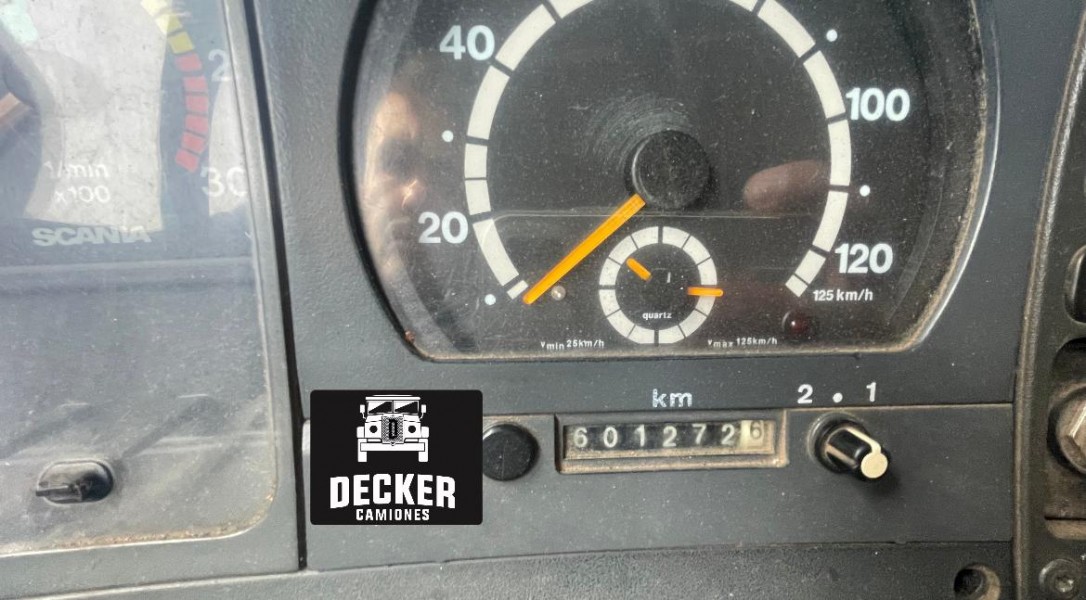 2
1/min
x100
30
SCANIA
40
100
20
120
125 km/h
quartz
Vmin 25km/h
Vmax 125km/h
km
2 . 1
6012726
D
DECKER
CAMIONES